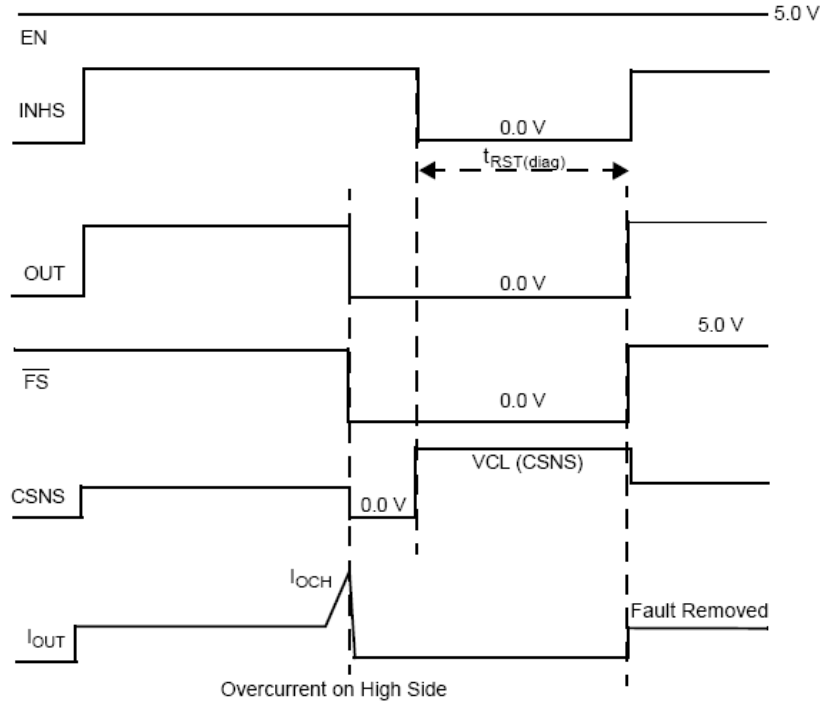 5.0 V
EN
INHS
0.0 V
tRST(diag)
OUT
0.0 V
5.0 V
FS
0.0 V
VCL (CSNS)
CSNS
0.0 V
IOCH
Fault Removed
IOUT
Overcurrent on High Side